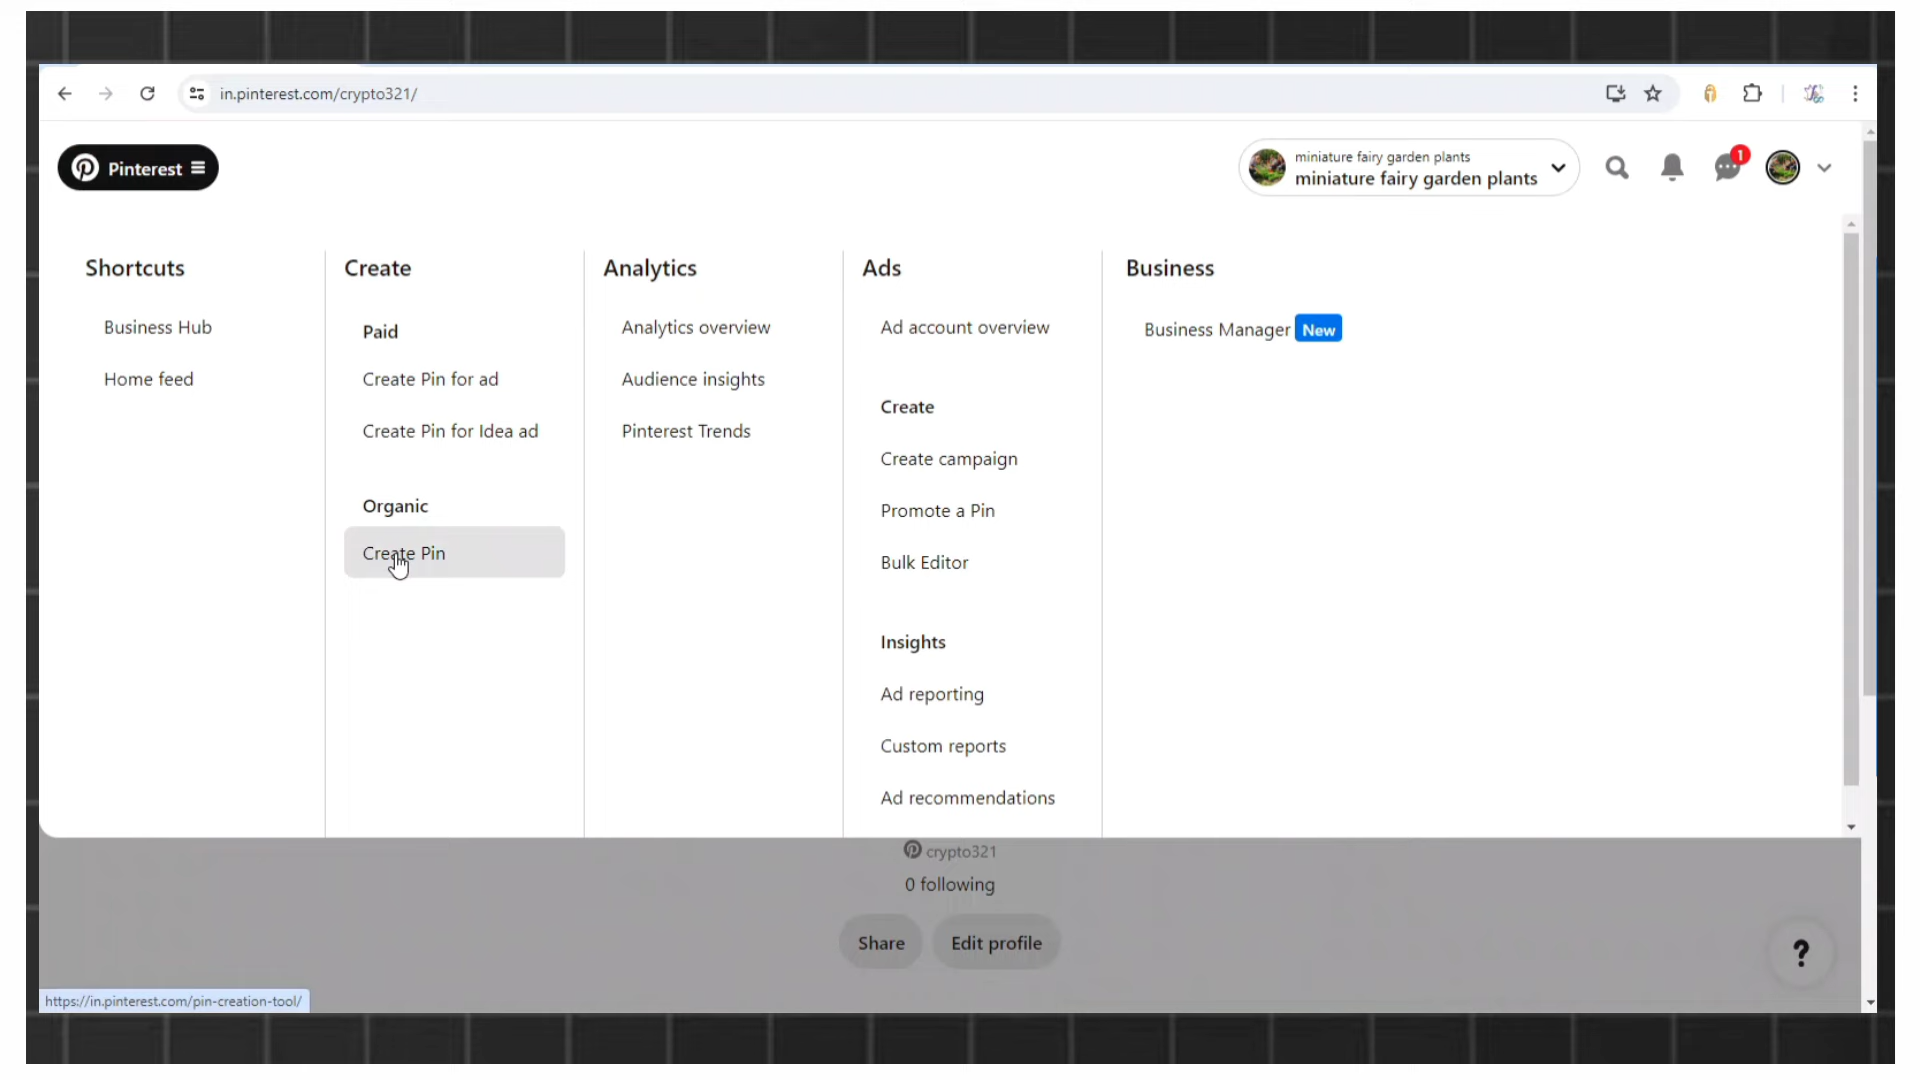 in.pinterest.com/crypto321/
Pinterest
miniature fairy garden plants
miniature fairy garden plants
1
Shortcuts
Business Hub
Home feed
Create
Paid
Create Pin for ad
Create Pin for Idea ad
Organic
Create Pin
Analytics
Analytics overview
Audience insights
Pinterest Trends
Ads
Ad account overview
Create
Create campaign
Promote a Pin
Bulk Editor
Insights
Ad reporting
Custom reports
Ad recommendations
Business
Business Manager New
crypto321
0 following
Share Edit profile
?
https://in.pinterest.com/pin-creation-tool/